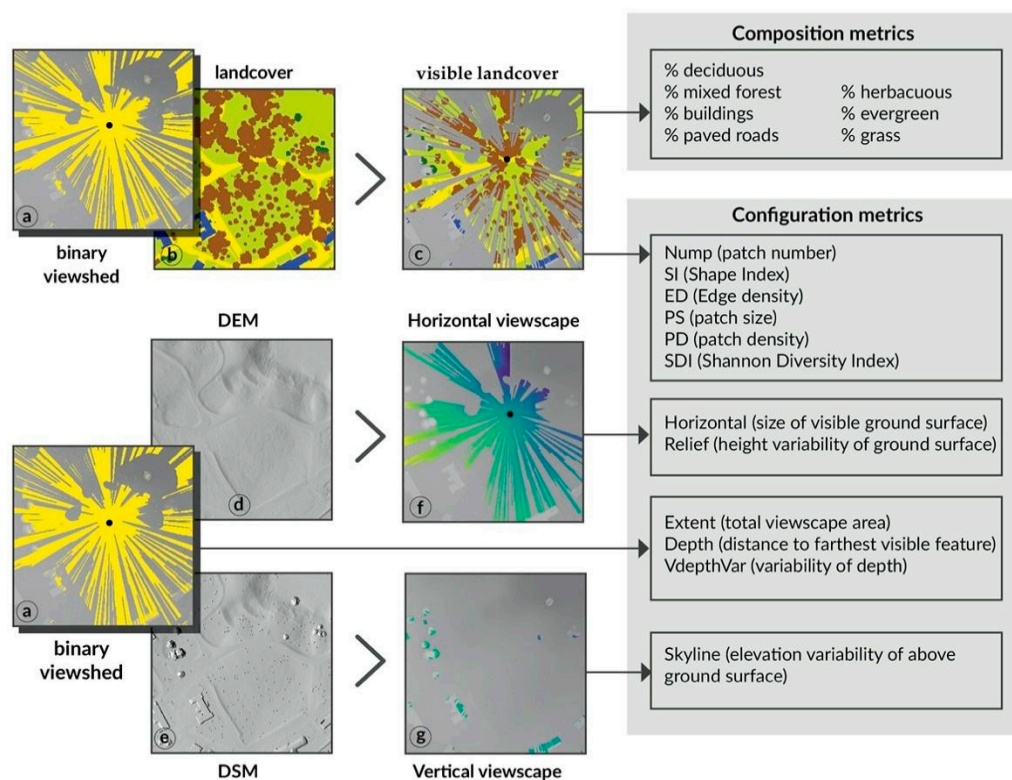 Composition metrics
landcover
visible landcover
% deciduous
% mixed forest
% buildings
% paved roads
% herbacuous
% evergreen
% grass
a
binary
viewshed
b
c
Configuration metrics
Nump (patch number)
SI (Shape Index)
ED (Edge density)
PS (patch size)
PD (patch density)
SDI (Shannon Diversity Index)
DEM
Horizontal viewscape
d
f
Horizontal (size of visible ground surface)
Relief (height variability of ground surface)
a
binary
viewshed
Extent (total viewscape area)
Depth (distance to farthest visible feature)
VdepthVar (variability of depth)
e
DSM
g
Vertical viewscape
Skyline (elevation variability of above
ground surface)